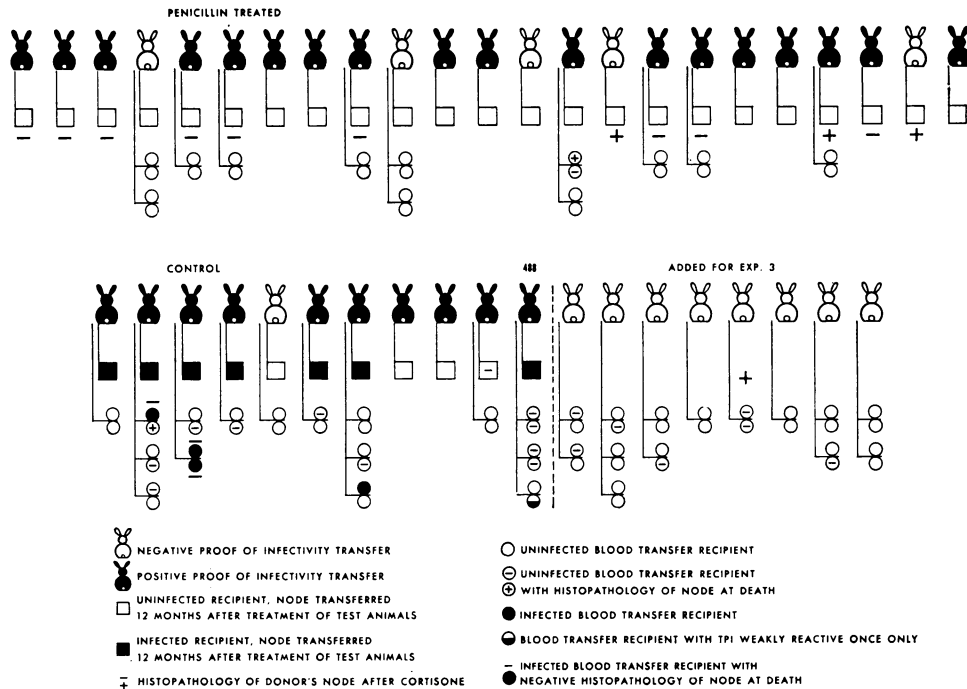 PENICILLIN TREATED
CONTROL
488
ADDED FOR EXP. 3
NEGATIVE PROOF OF INFECTIVITY TRANSFER
POSITIVE PROOF OF INFECTIVITY TRANSFER
UNINFECTED RECIPIENT, NODE TRANSFERRED
12 MONTHS AFTER TREATMENT OF TEST ANIMALS
INFECTED RECIPIENT, NODE TRANSFERRED
12 MONTHS AFTER TREATMENT OF TEST ANIMALS
HISTOPATHOLOGY OF DONOR'S NODE AFTER CORTISONE
UNINFECTED BLOOD TRANSFER RECIPIENT
UNINFECTED BLOOD TRANSFER RECIPIENT
WITH HISTOPATHOLOGY OF NODE AT DEATH
INFECTED BLOOD TRANSFER RECIPIENT
BLOOD TRANSFER RECIPIENT WITH TPI WEAKLY REACTIVE ONCE ONLY
INFECTED BLOOD TRANSFER RECIPIENT WITH
NEGATIVE HISTOPATHOLOGY OF NODE AT DEATH